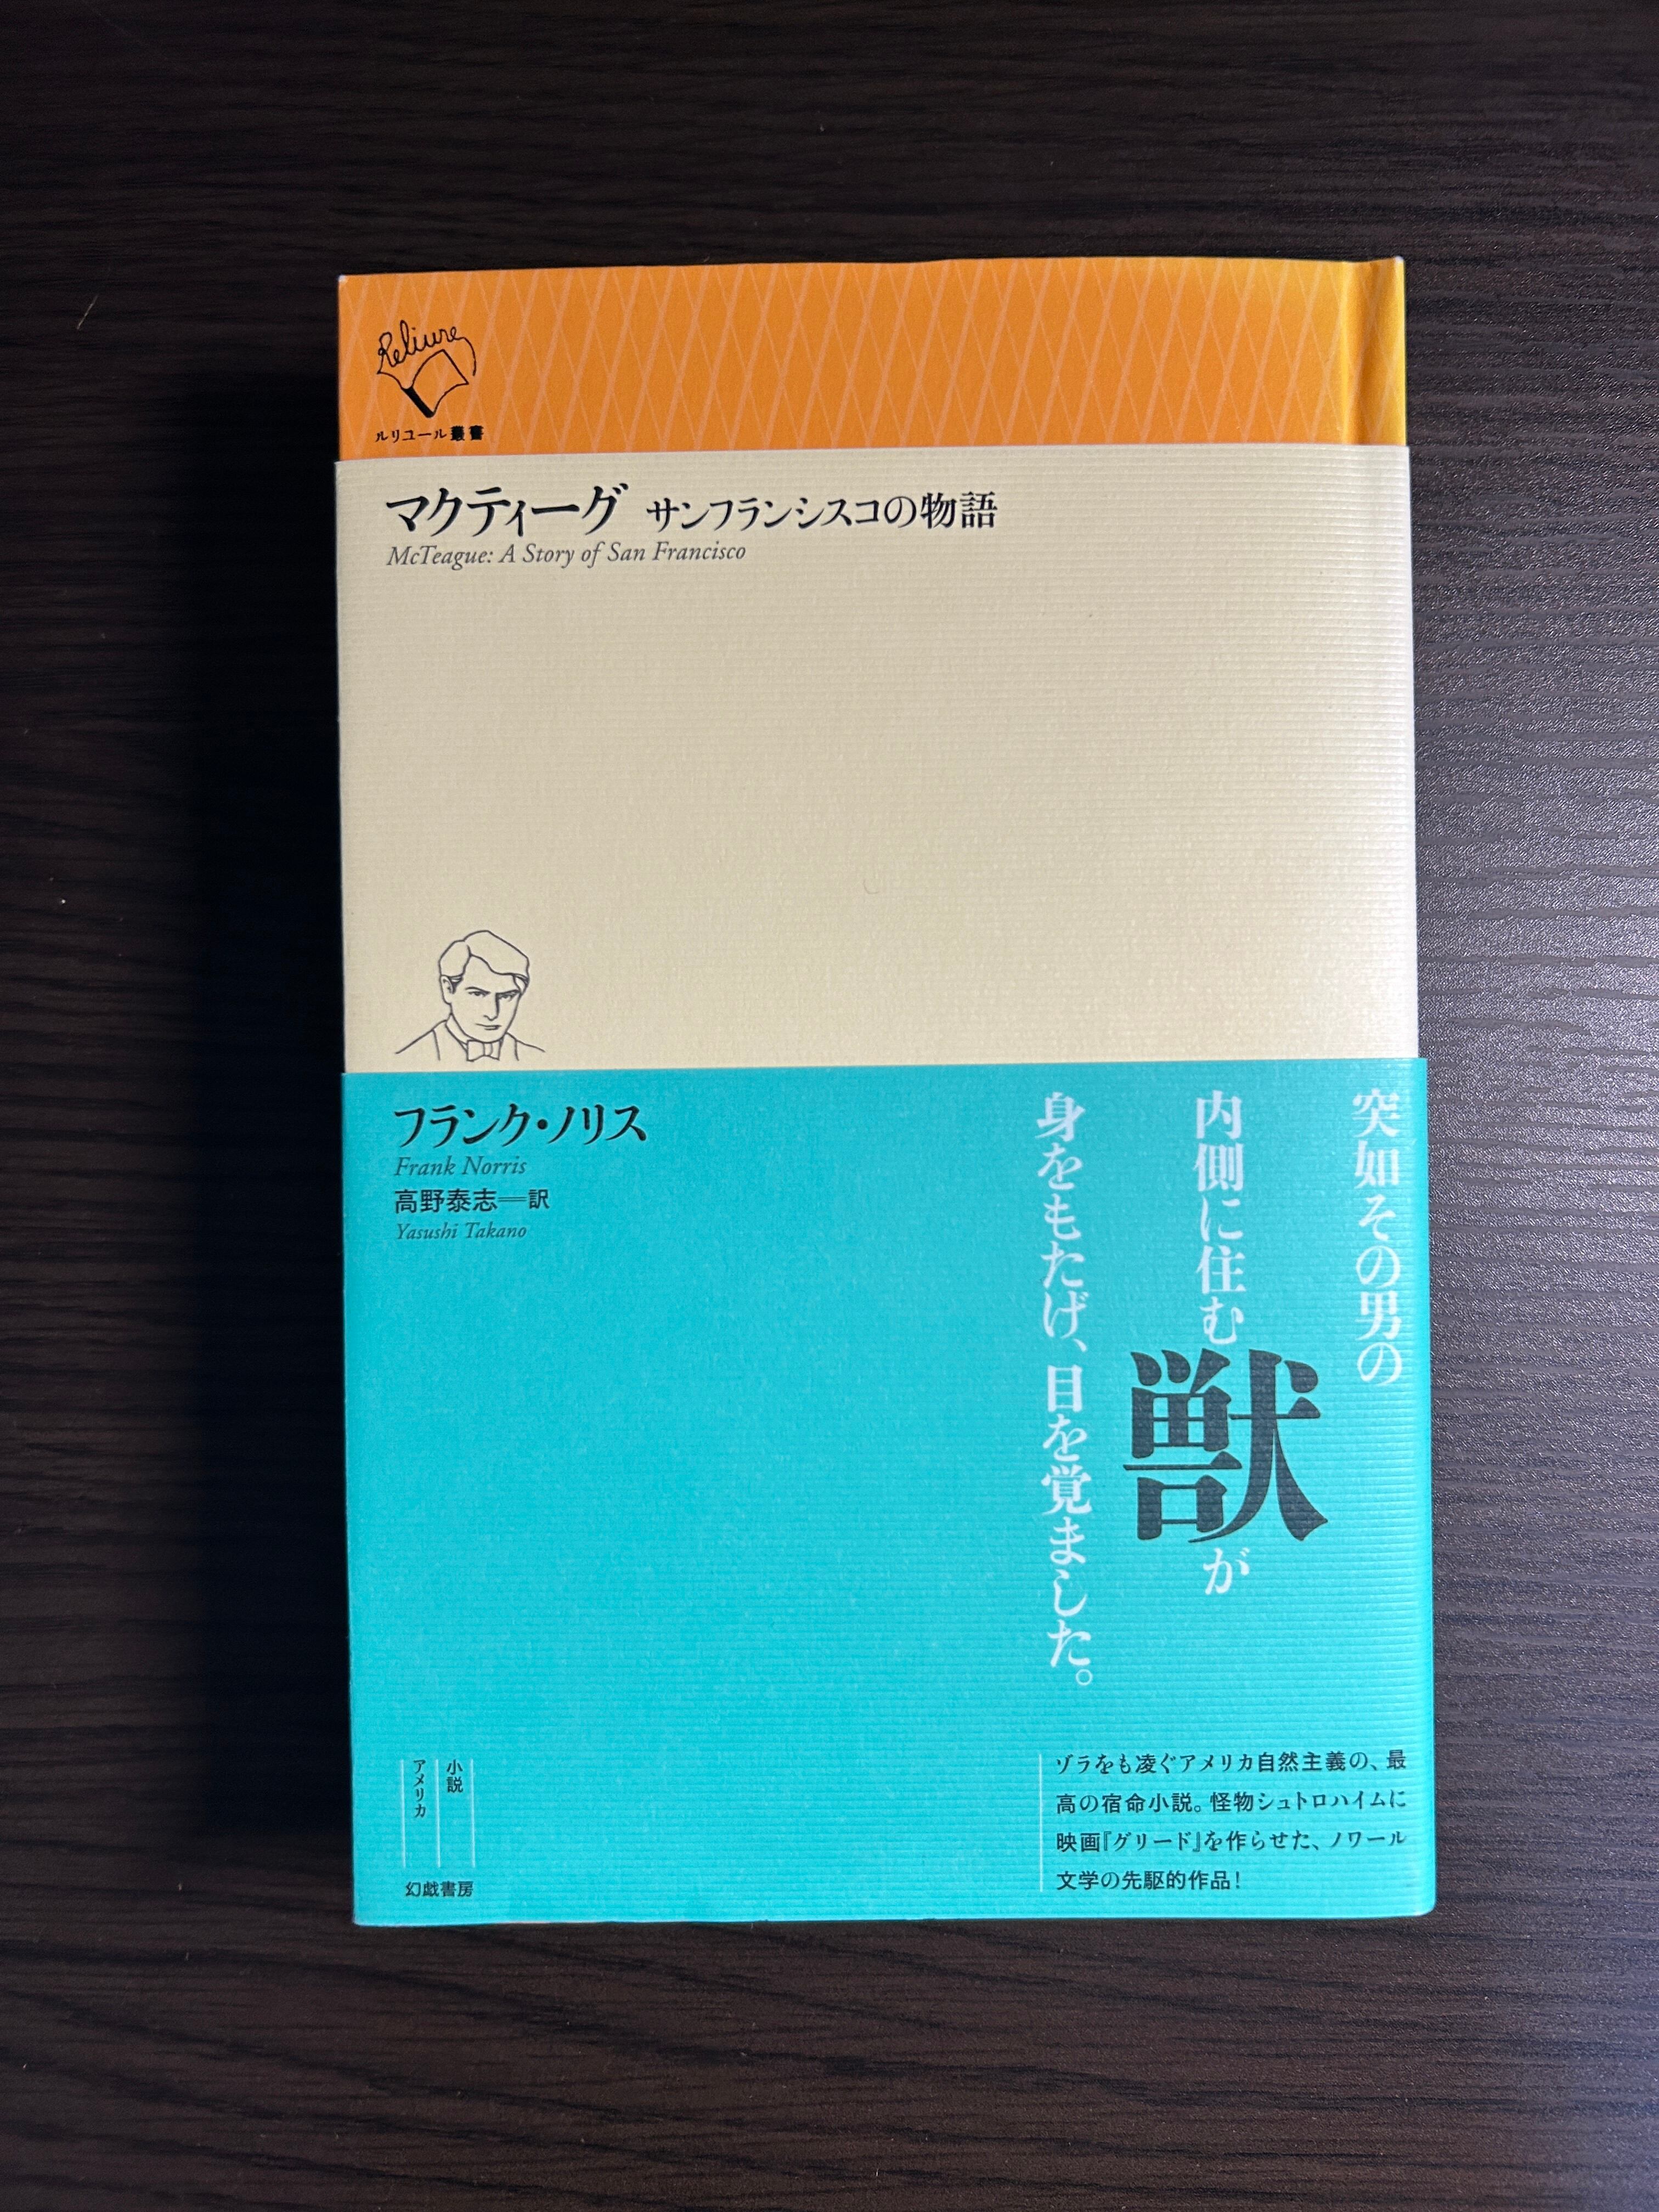 Reliure
ルリユール叢書
マクティーグ サンフランシスコの物語
McTeague: A Story of San Francisco
フランク・ノリス
Frank Norris
高野泰志═訳
Yasushi Takano
突如その男の
内側に住む獣が
身をもたげ、目を覚ました。
ゾラをも凌ぐアメリカ自然主義の、最
高の宿命小説。怪物シュトロハイムに
映画『グリード』を作らせた、ノワール
文学の先駆的作品！
小説
アメリカ
幻戯書房